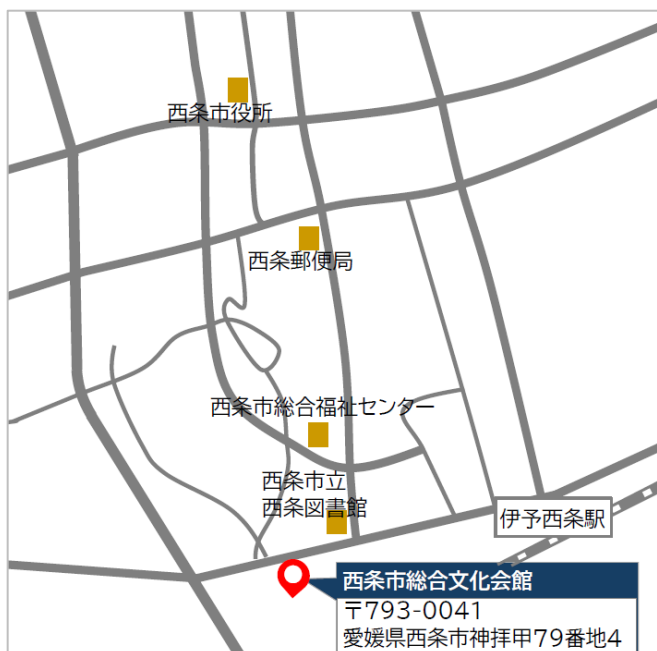 西条市役所
西条郵便局
西条市総合福祉センター
西条市立
西条図書館
伊予西条駅
西条市総合文化会館
〒793-0041
愛媛県西条市神拝甲79番地4